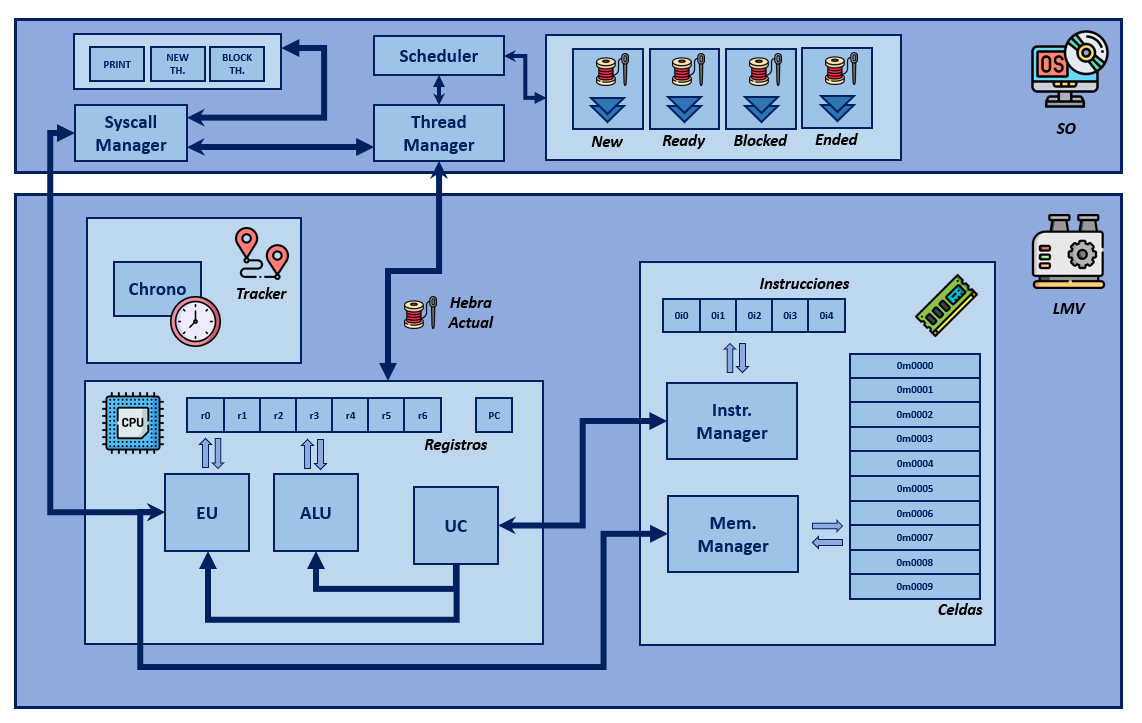 PRINT
NEW
TH.
BLOCK
TH.
Scheduler
Syscall
Manager
Thread
Manager
New
Ready
Blocked
Ended
OS
SO
Chrono
Tracker
Hebra
Actual
LMV
Instrucciones
0i0
0i1
0i2
0i3
0i4
CPU
r0
r1
r2
r3
r4
r5
r6
PC
Registros
EU
ALU
UC
Instr.
Manager
Mem.
Manager
0m0000
0m0001
0m0002
0m0003
0m0004
0m0005
0m0006
0m0007
0m0008
0m0009
Celdas